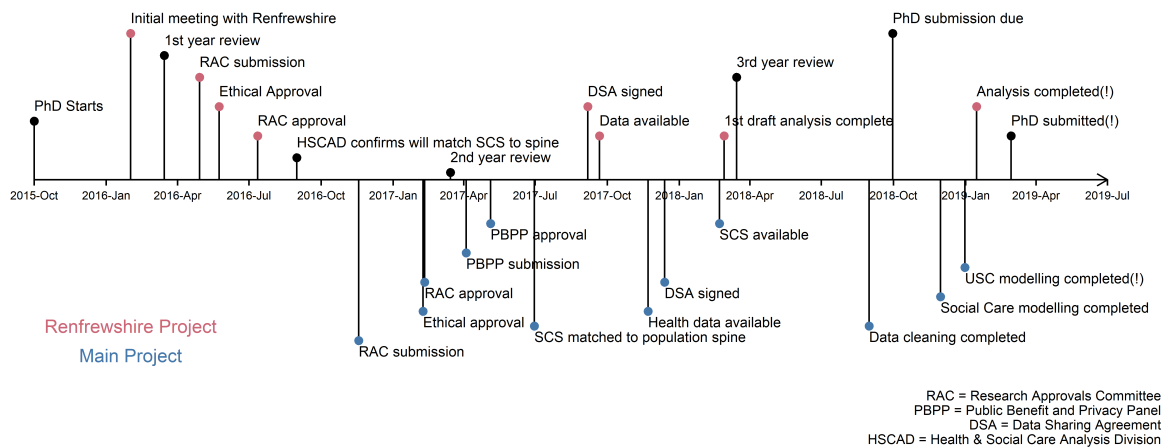 PhD submission due
Initial meeting with Renfrewshire
1st year review
RAC submission
3rd year review
Ethical Approval
DSA signed
Analysis completed(!)
PhD Starts
RAC approval
Data available
1st draft analysis complete
PhD submitted(!)
HSCAD confirms will match SCS to spine
2nd year review
2015-Oct 2016-Jan 2016-Apr 2016-Jul 2016-Oct 2017-Jan 2017-Apr 2017-Jul 2017-Oct 2018-Jan 2018-Apr 2018-Jul 2018-Oct 2019-Jan 2019-Apr 2019-Jul
PBPP approval
SCS available
PBPP submission
USC modelling completed(!)
RAC approval
DSA signed
Social Care modelling completed
Ethical approval
Health data available
Renfrewshire Project
SCS matched to population spine
Data cleaning completed
RAC submission
Main Project
RAC = Research Approvals Committee
PBPP = Public Benefit and Privacy Panel
DSA = Data Sharing Agreement
HSCAD = Health & Social Care Analysis Division